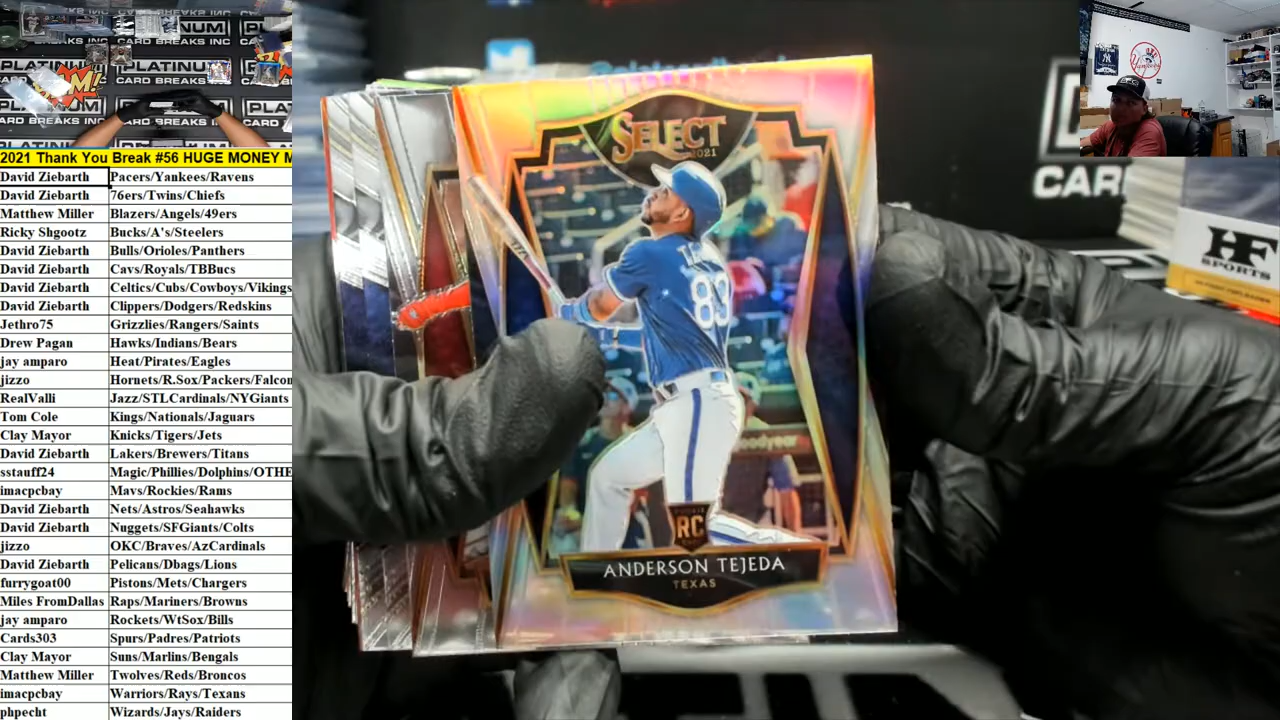 PLATINUM
CARD BREAKS INC
2021 Thank You Break #56 HUGE MONEY M
David Ziebarth Pacers/Yankees/Ravens
David Ziebarth 76ers/Twins/Chiefs
Matthew Miller Blazers/Angels/49ers
Ricky Shgootz Bucks/A's/Steelers
David Ziebarth Bulls/Orioles/Panthers
David Ziebarth Cavs/Royals/TBBucs
David Ziebarth Celtics/Cubs/Cowboys/Vikings
David Ziebarth Clippers/Dodgers/Redskins
Jethro75 Grizzlies/Rangers/Saints
Drew Pagan Hawks/Indians/Bears
jay amparo Heat/Pirates/Eagles
jizzo Hornets/R.Sox/Packers/Falcon
RealValli Jazz/STLCardinals/NYGiants
Tom Cole Kings/Nationals/Jaguars
Clay Mayor Knicks/Tigers/Jets
David Ziebarth Lakers/Brewers/Titans
sstauff24 Magic/Phillies/Dolphins/OTHE
imacpcbay Mavs/Rockies/Rams
David Ziebarth Nets/Astros/Seahawks
David Ziebarth Nuggets/SFGiants/Colts
jizzo OKC/Braves/AzCardinals
David Ziebarth Pelicans/Dbags/Lions
furrygoat00 Pistons/Mets/Chargers
Miles FromDallas Raps/Mariners/Browns
jay amparo Rockets/WtSox/Bills
Cards303 Spurs/Padres/Patriots
Clay Mayor Suns/Marlins/Bengals
Matthew Miller Twolves/Reds/Broncos
imacpcbay Warriors/Rays/Texans
phpecht Wizards/Jays/Raiders
SELECT
2021
89
RC
ANDERSON TEJEDA
TEXAS
CAR
HF
SPORTS
Yankees